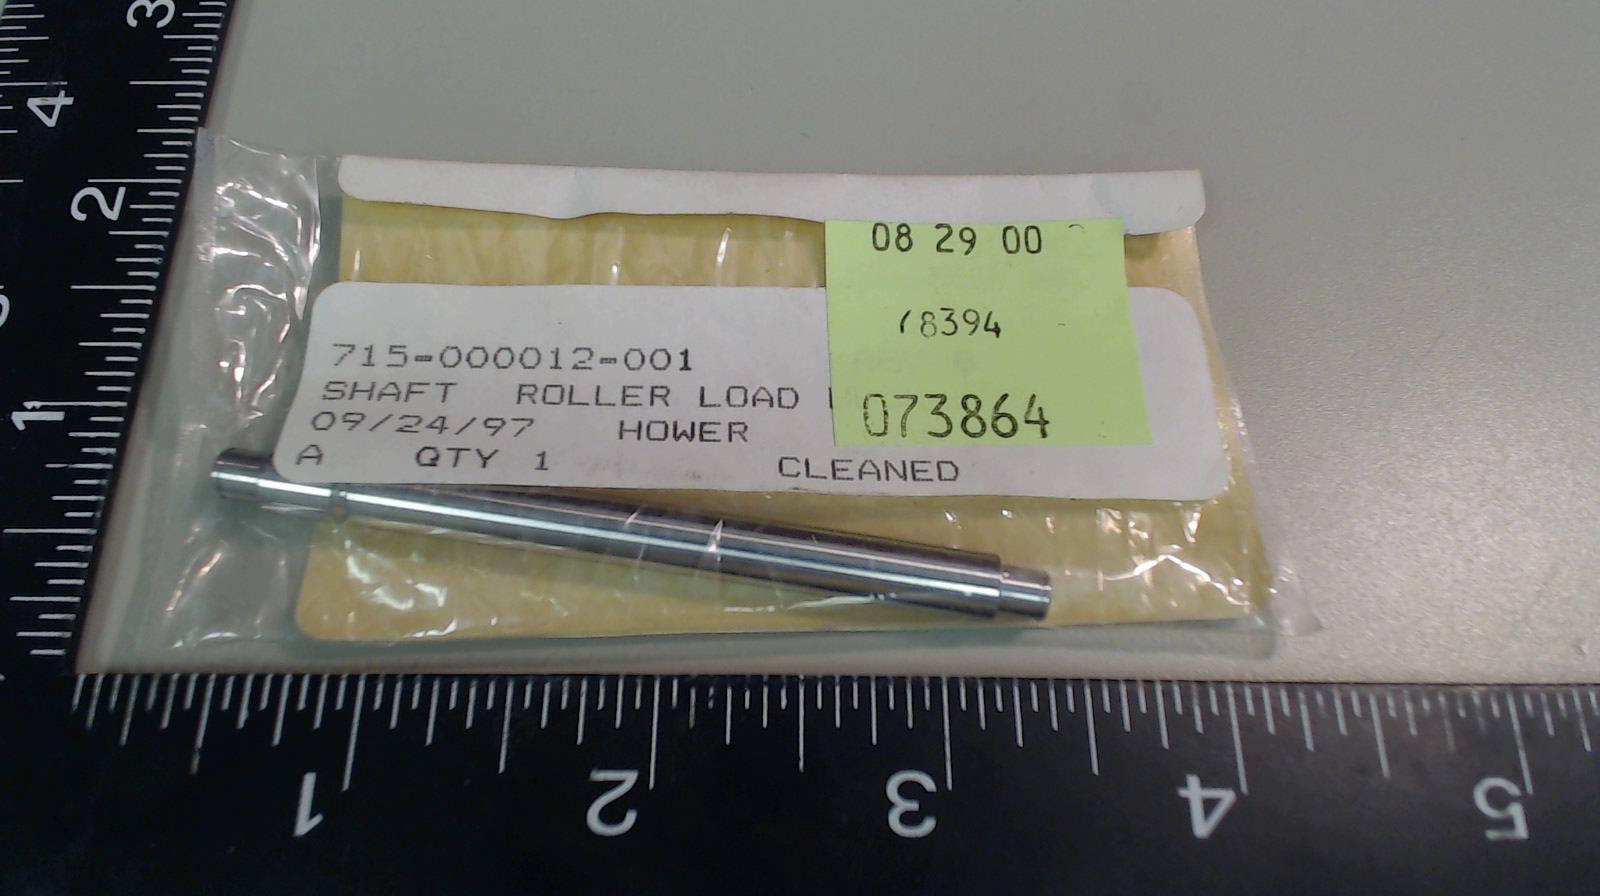 08 29 00
78394
073864
715-000012-001
SHAFT ROLLER LOAD
09/24/97 HOWER
A QTY 1 CLEANED
3
4
2
1
1 2 3 4 5